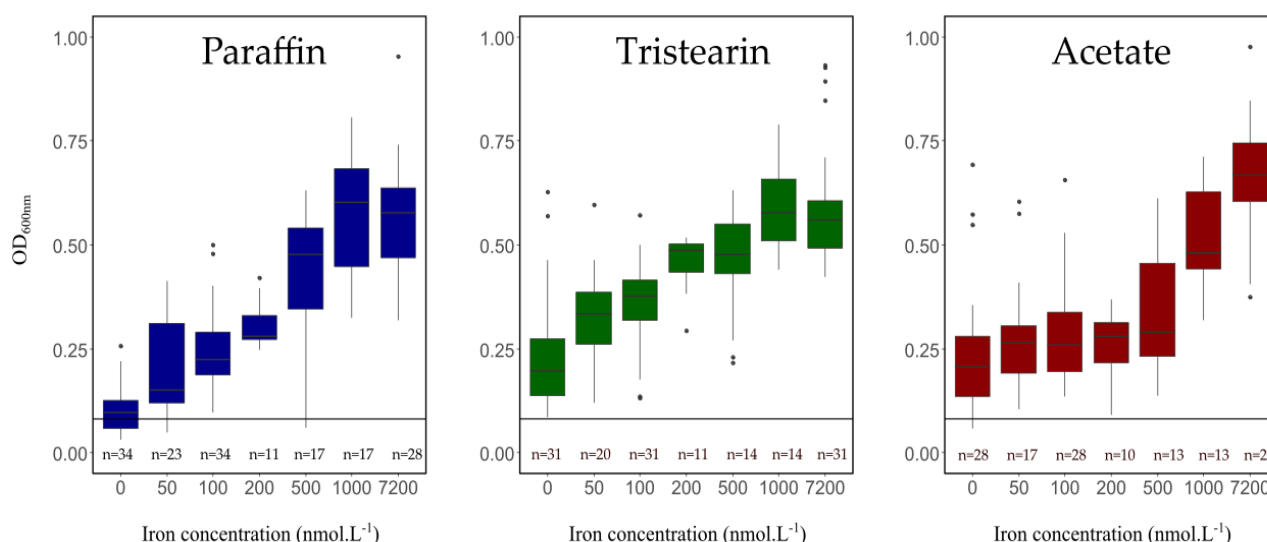 Paraffin
1.00
0.75
0.50
0.25
0.00
OD600nm
n=34 n=23 n=34 n=11 n=17 n=17 n=28
0 50 100 200 500 1000 7200
Iron concentration (nmol.L-1)
Tristearin
1.00
0.75
0.50
0.25
0.00
n=31 n=20 n=31 n=11 n=14 n=14 n=31
0 50 100 200 500 1000 7200
Iron concentration (nmol.L-1)
Acetate
1.00
0.75
0.50
0.25
0.00
n=28 n=17 n=28 n=10 n=13 n=13
0 50 100 200 500 1000 7200
Iron concentration (nmol.L-1)